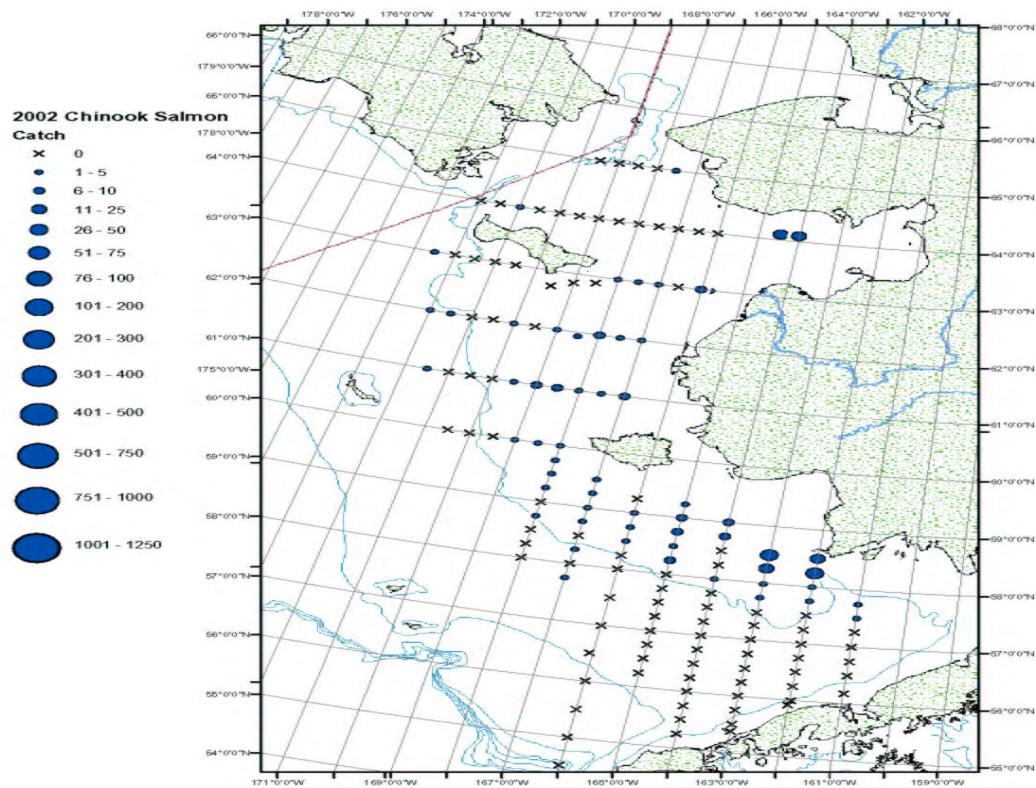 178°0'0"W 176°0'0"W 174°0'0"W 172°0'0"W 170°0'0"W 168°0'0"W 166°0'0"W 164°0'0"W 162°0'0"W
66°0'0"N
179°0'0"W
65°0'0"N
178°0'0"W
64°0'0"N
63°0'0"N
62°0'0"N
61°0'0"N
175°0'0"W
60°0'0"N
59°0'0"N
58°0'0"N
57°0'0"N
56°0'0"N
55°0'0"N
54°0'0"N
2002 Chinook Salmon
Catch
0
1 - 5
6 - 10
11 - 25
26 - 50
51 - 75
76 - 100
101 - 200
201 - 300
301 - 400
401 - 500
501 - 750
751 - 1000
1001 - 1250
68°0'0"N
67°0'0"N
66°0'0"N
65°0'0"N
64°0'0"N
63°0'0"N
62°0'0"N
61°0'0"N
60°0'0"N
59°0'0"N
58°0'0"N
57°0'0"N
56°0'0"N
55°0'0"N
171°0'0"W 169°0'0"W 167°0'0"W 165°0'0"W 163°0'0"W 161°0'0"W 159°0'0"W